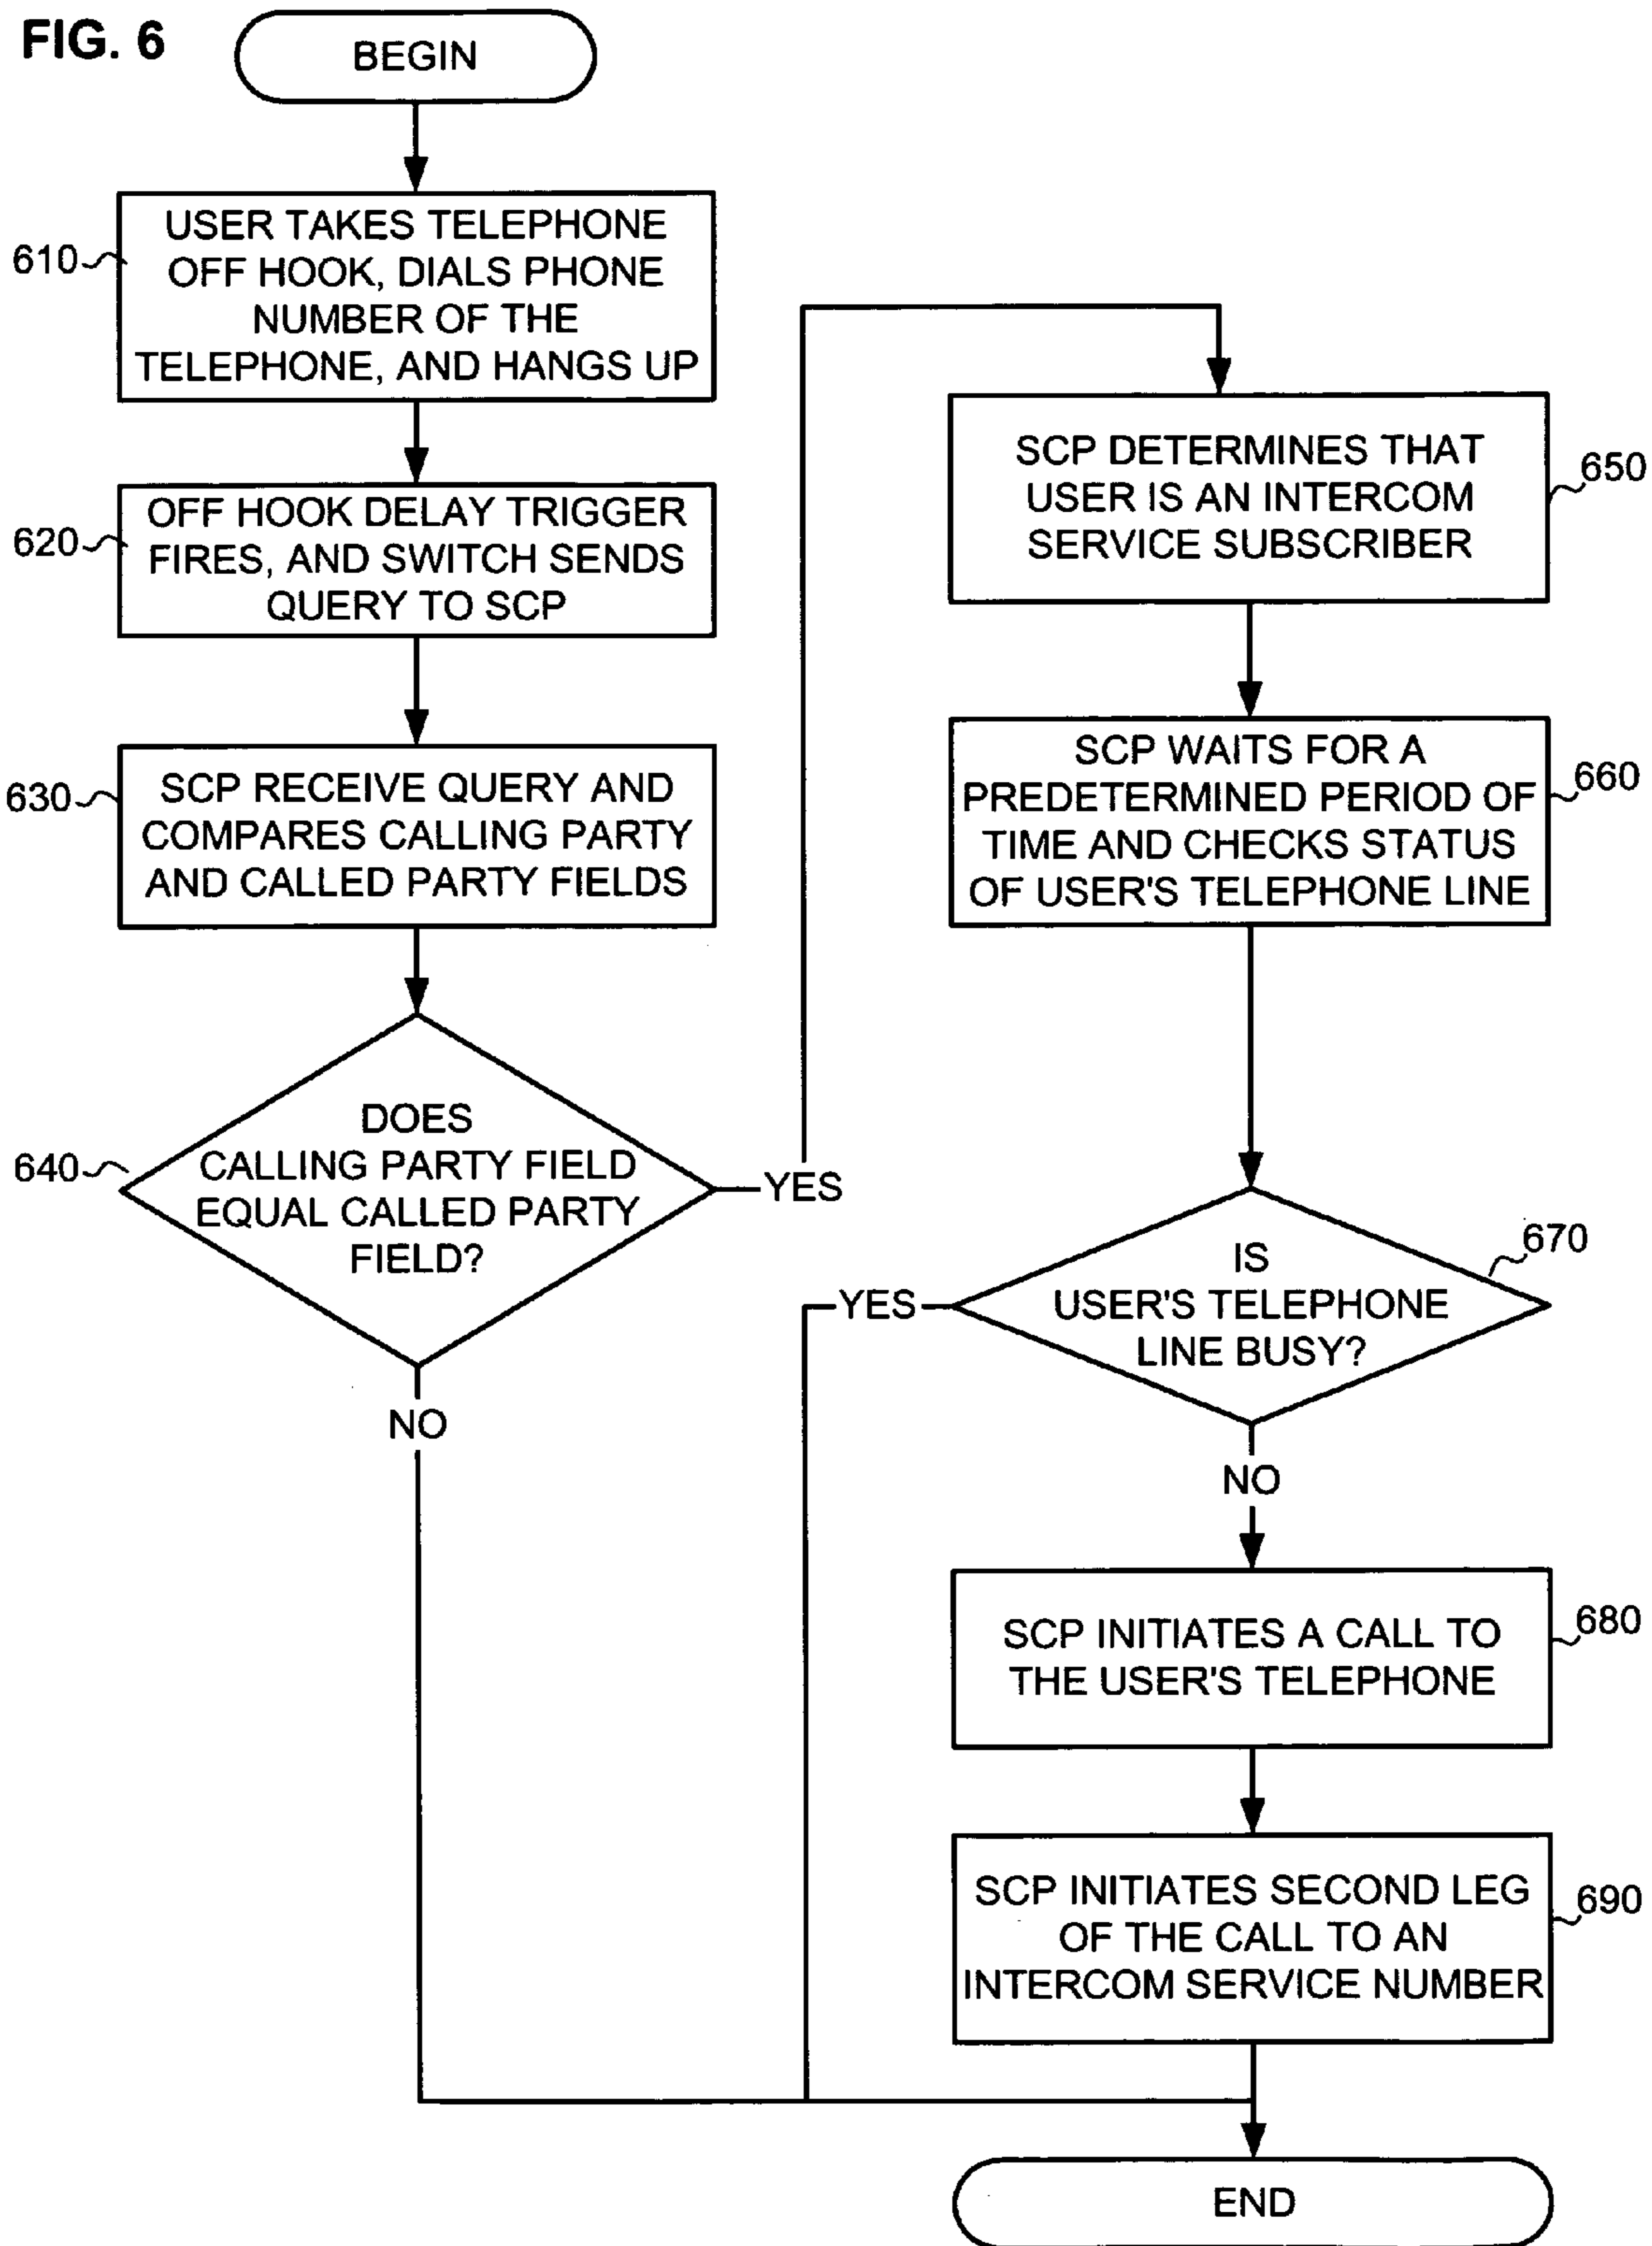 FIG. 6
BEGIN
610
USER TAKES TELEPHONE
OFF HOOK, DIALS PHONE
NUMBER OF THE
TELEPHONE, AND HANGS UP
620
OFF HOOK DELAY TRIGGER
FIRES, AND SWITCH SENDS
QUERY TO SCP
630
SCP RECEIVE QUERY AND
COMPARES CALLING PARTY
AND CALLED PARTY FIELDS
640
DOES
CALLING PARTY FIELD
EQUAL CALLED PARTY
FIELD?
YES
NO
SCP DETERMINES THAT
USER IS AN INTERCOM
SERVICE SUBSCRIBER
650
SCP WAITS FOR A
PREDETERMINED PERIOD OF
TIME AND CHECKS STATUS
OF USER'S TELEPHONE LINE
660
IS
USER'S TELEPHONE
LINE BUSY?
670
YES
NO
SCP INITIATES A CALL TO
THE USER'S TELEPHONE
680
SCP INITIATES SECOND LEG
OF THE CALL TO AN
INTERCOM SERVICE NUMBER
690
END